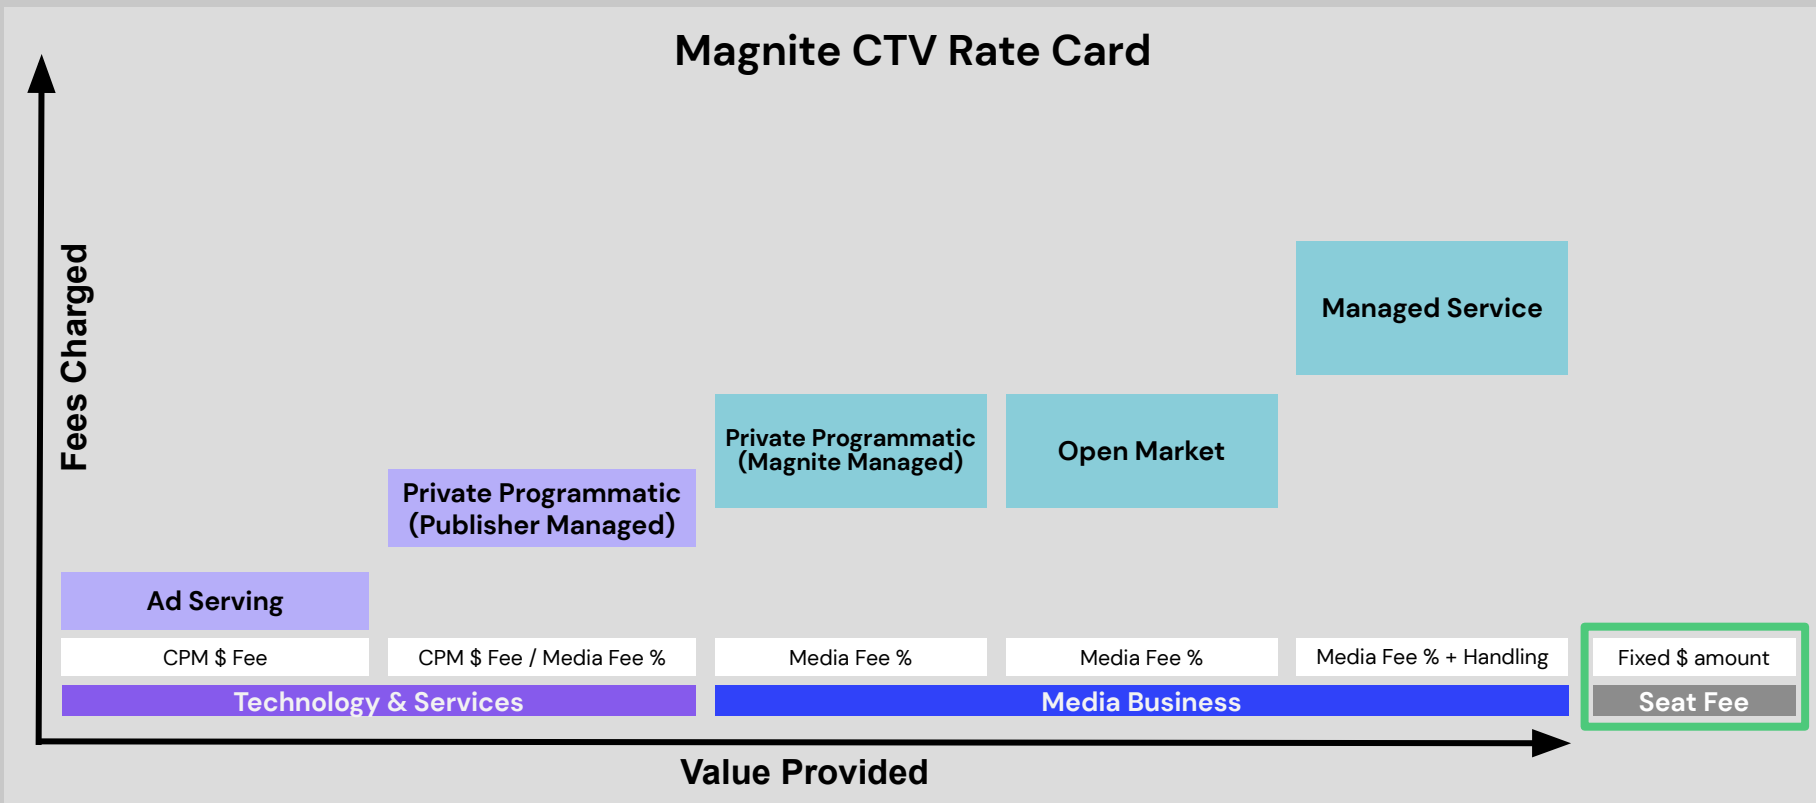 Magnite CTV Rate Card
Fees Charged
Managed Service
Private Programmatic
(Magnite Managed)
Open Market
Private Programmatic
(Publisher Managed)
Ad Serving
CPM $ Fee
CPM $ Fee / Media Fee %
Media Fee %
Media Fee %
Media Fee % + Handling
Fixed $ amount
Technology & Services
Media Business
Seat Fee
Value Provided